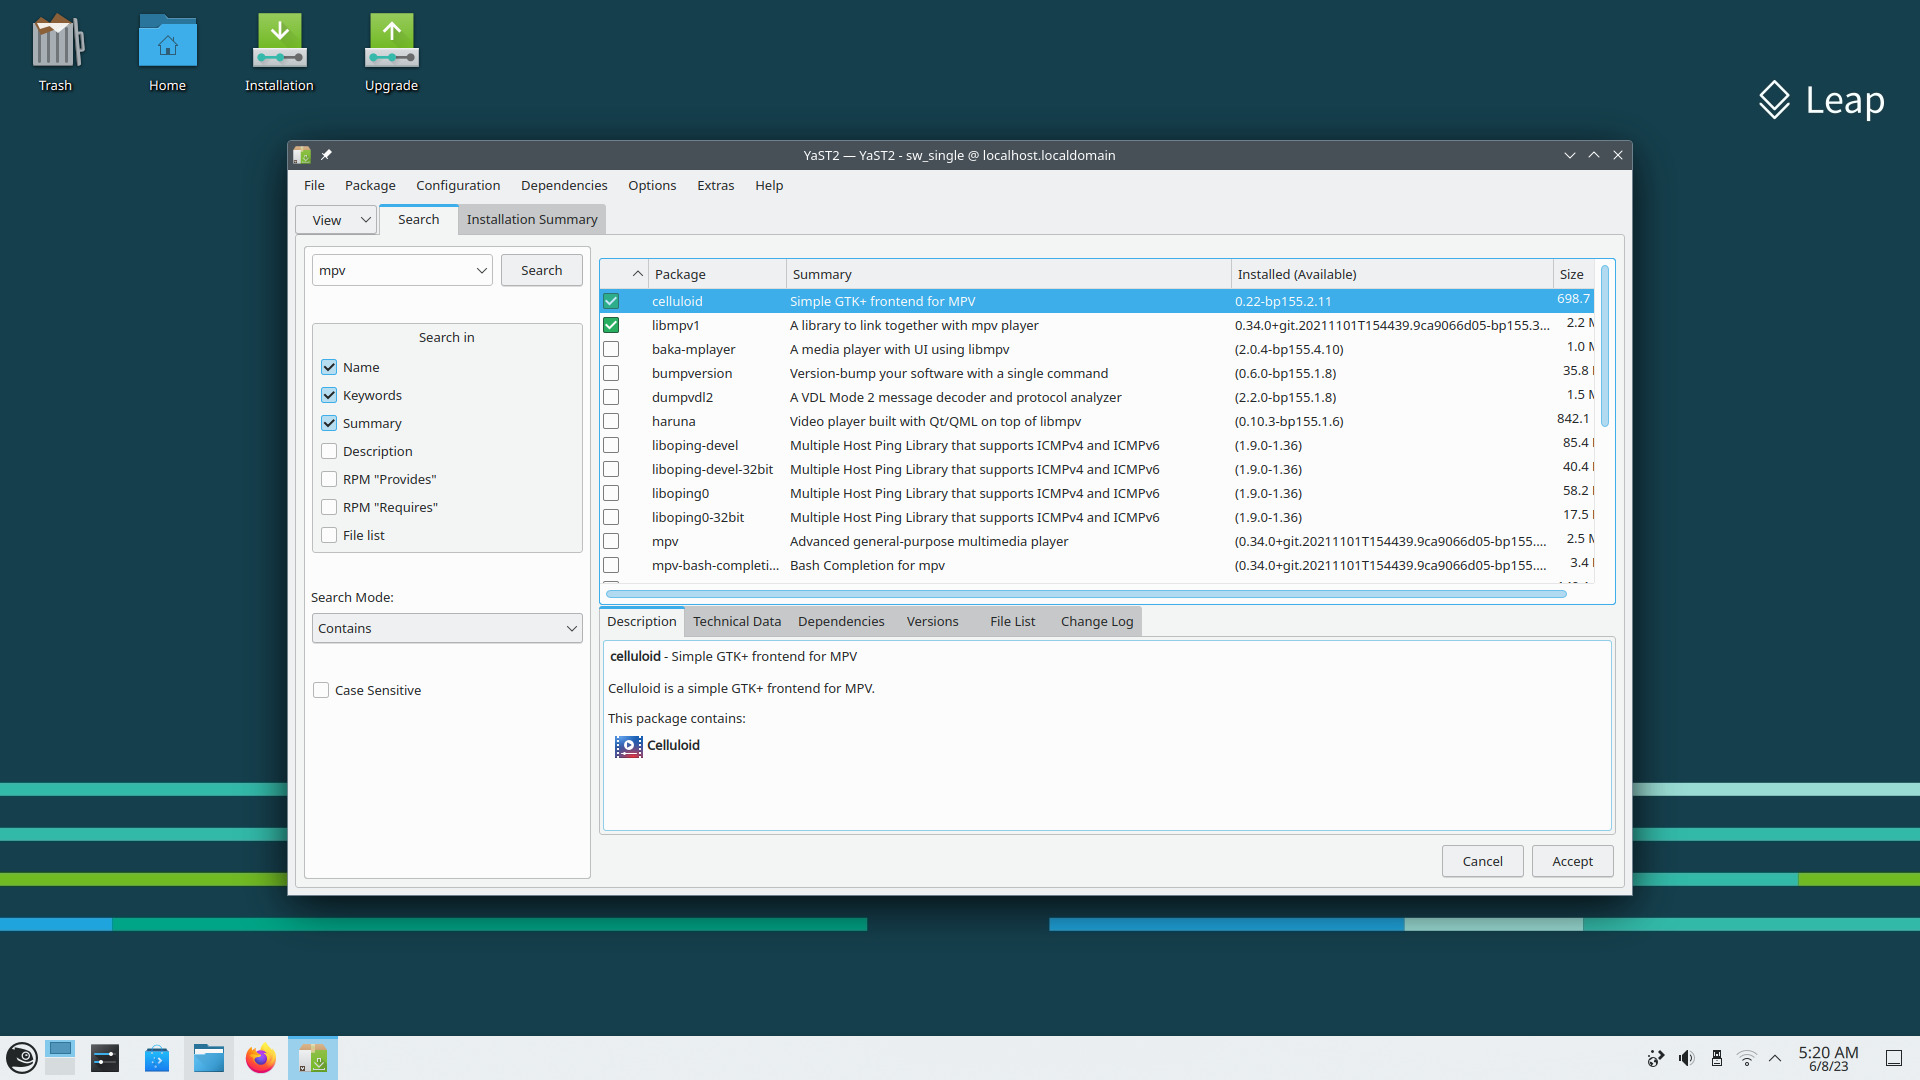 Trash
Home
Installation
Upgrade
Leap
YaST2 — YaST2 - sw_single @ localhost.localdomain
File Package Configuration Dependencies Options Extras Help
View Search Installation Summary
mpv Search
Search in
Name
Keywords
Summary
Description
RPM "Provides"
RPM "Requires"
File list
Search Mode:
Contains
Case Sensitive
Package Summary Installed (Available) Size
celluloid Simple GTK+ frontend for MPV 0.22-bp155.2.11 698.7
libmpv1 A library to link together with mpv player 0.34.0+git.20211101T154439.9ca9066d05-bp155.3... 2.2 M
baka-mplayer A media player with UI using libmpv (2.0.4-bp155.4.10) 1.0 M
bumpversion Version-bump your software with a single command (0.6.0-bp155.1.8) 35.8
dumpvdl2 A VDL Mode 2 message decoder and protocol analyzer (2.2.0-bp155.1.8) 1.5 M
haruna Video player built with Qt/QML on top of libmpv (0.10.3-bp155.1.6) 842.1
liboping-devel Multiple Host Ping Library that supports ICMPv4 and ICMPv6 (1.9.0-1.36) 85.4
liboping-devel-32bit Multiple Host Ping Library that supports ICMPv4 and ICMPv6 (1.9.0-1.36) 40.4
liboping0 Multiple Host Ping Library that supports ICMPv4 and ICMPv6 (1.9.0-1.36) 58.2
liboping0-32bit Multiple Host Ping Library that supports ICMPv4 and ICMPv6 (1.9.0-1.36) 17.5
mpv Advanced general-purpose multimedia player (0.34.0+git.20211101T154439.9ca9066d05-bp155.... 2.5 M
mpv-bash-completi... Bash Completion for mpv (0.34.0+git.20211101T154439.9ca9066d05-bp155.... 3.4
Description Technical Data Dependencies Versions File List Change Log
celluloid - Simple GTK+ frontend for MPV
Celluloid is a simple GTK+ frontend for MPV.
This package contains:
Celluloid
Cancel Accept
5:20 AM
6/8/23